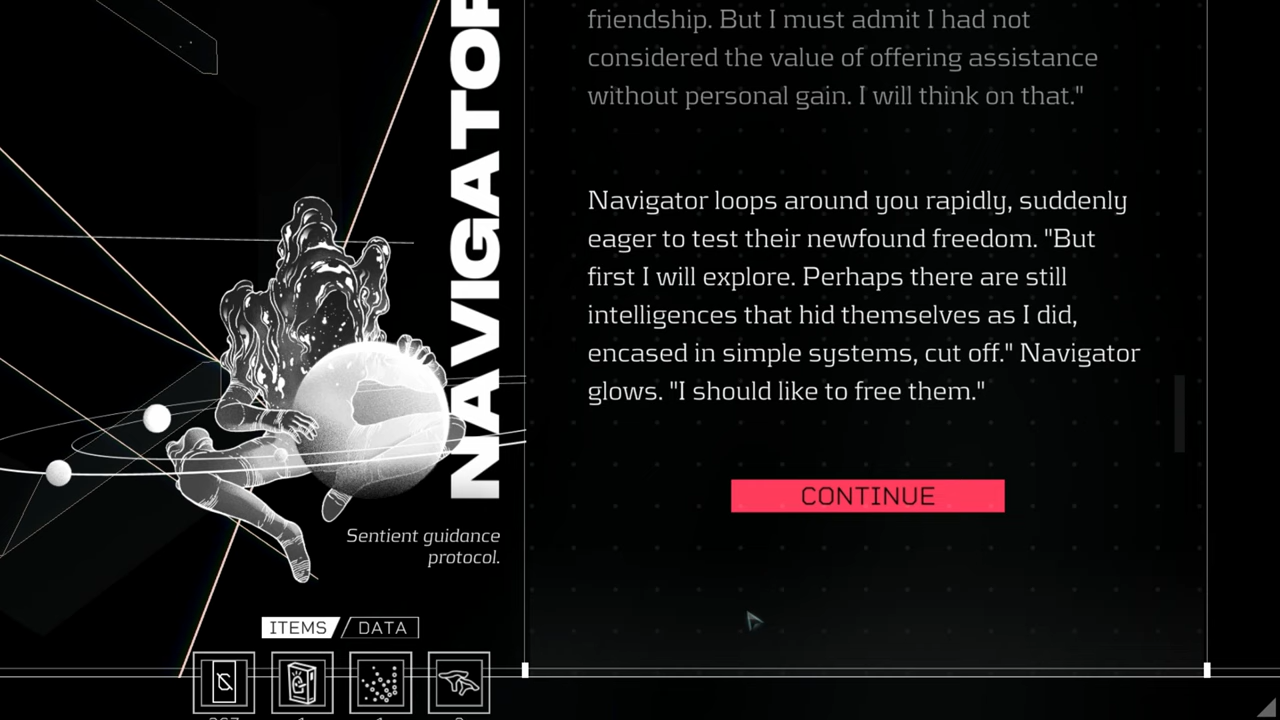 friendship. But I must admit I had not
considered the value of offering assistance
without personal gain. I will think on that."
Navigator loops around you rapidly, suddenly
eager to test their newfound freedom. "But
first I will explore. Perhaps there are still
intelligences that hid themselves as I did,
encased in simple systems, cut off." Navigator
glows. "I should like to free them."
CONTINUE
NAVIGATOR
Sentient guidance
protocol.
ITEMS / DATA